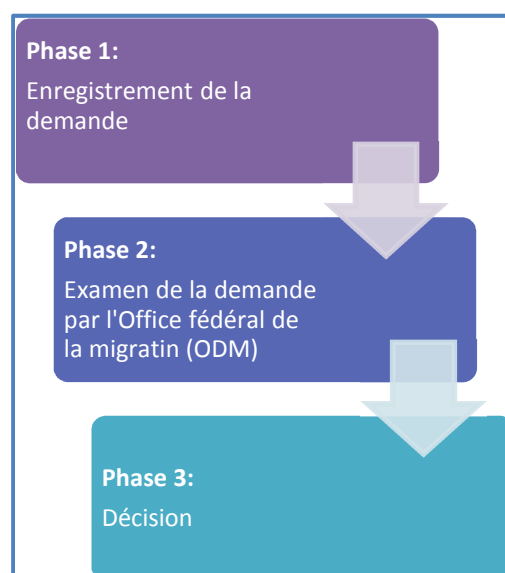 Phase 1:
Enregistrement de la
demande
Phase 2:
Examen de la demande
par l'Office fédéral de
la migratin (ODM)
Phase 3:
Décision